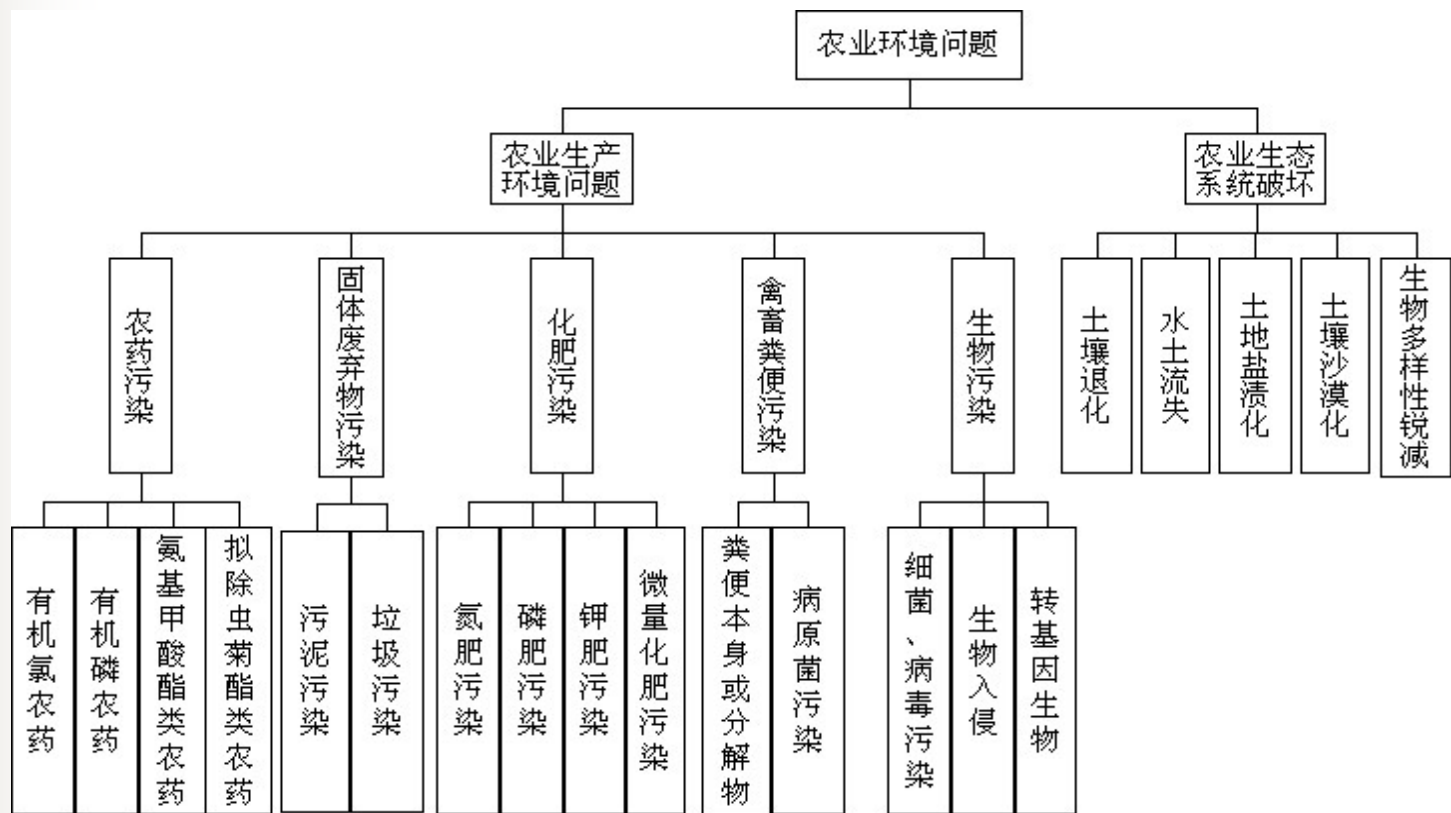 农业环境问题
农业生产
环境问题
农业生态
系统破坏
农药污染
固体废弃物污染
化肥污染
禽畜粪便污染
生物污染
土壤退化
水土流失
土地盐渍化
土壤沙漠化
生物多样性锐减
有机氯农药
有机磷农药
氨基甲酸酯类农药
拟除虫菊酯类农药
污泥污染
垃圾污染
氮肥污染
磷肥污染
钾肥污染
微量化肥污染
粪便本身或分解物
病原菌污染
细菌、病毒污染
生物入侵
转基因生物